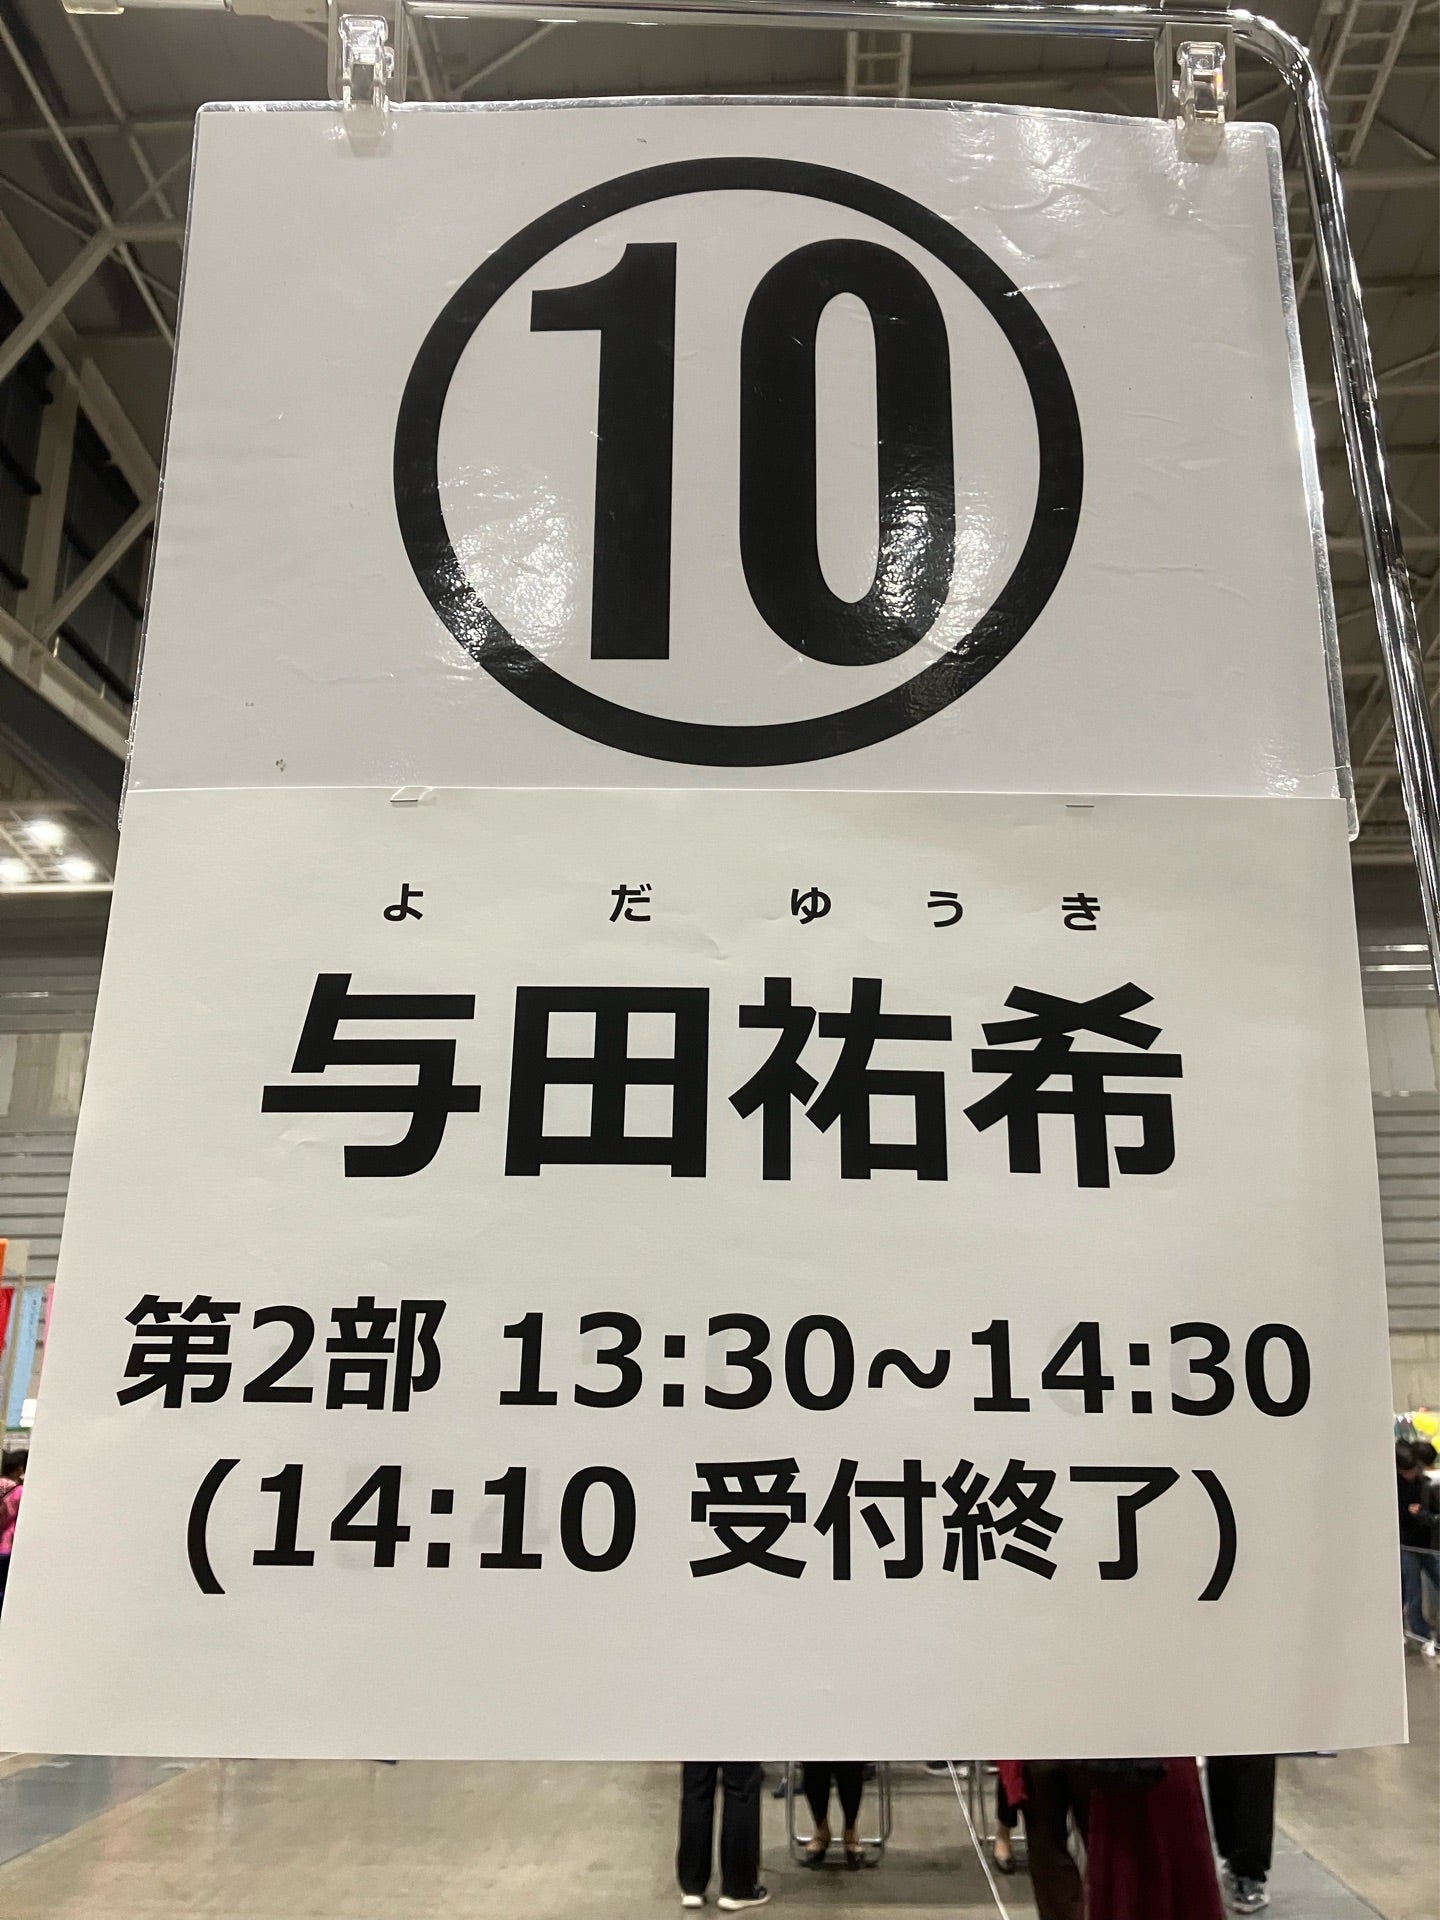 ⑩
よ だ ゆ う き
与田祐希
第2部 13:30~14:30
(14:10 受付終了)